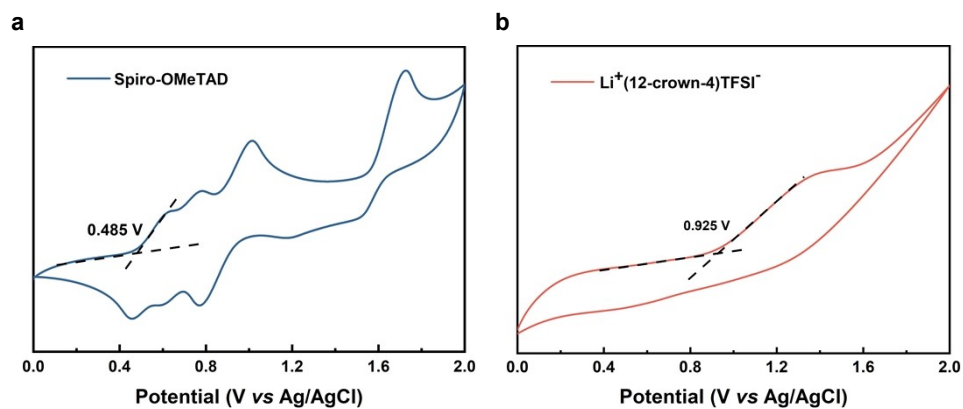 a
Spiro-OMeTAD
0.485 V
0.0 0.4 0.8 1.2 1.6 2.0
Potential (V vs Ag/AgCl)
b
Li⁺(12-crown-4)TFSI⁻
0.925 V
0.0 0.4 0.8 1.2 1.6 2.0
Potential (V vs Ag/AgCl)